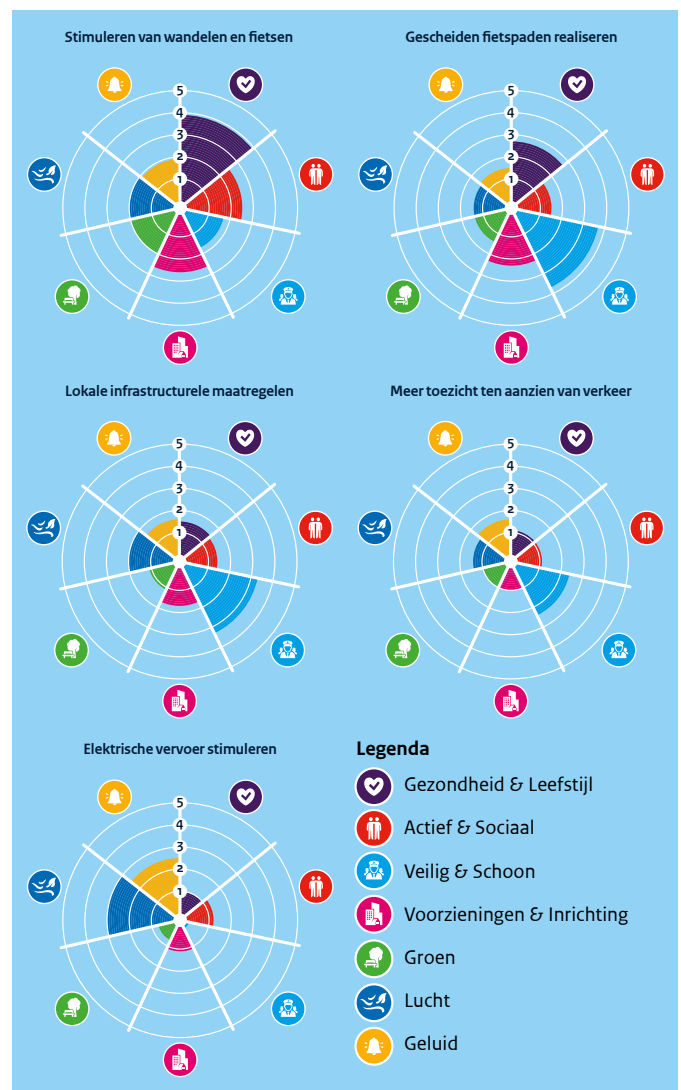 Stimuleren van wandelen en fietsen
5
4
3
2
1
Gescheiden fietspaden realiseren
5
4
3
2
1
Lokale infrastructurele maatregelen
5
4
3
2
1
Meer toezicht ten aanzien van verkeer
5
4
3
2
1
Elektrische vervoer stimuleren
5
4
3
2
1
Legenda
Gezondheid & Leefstijl
Actief & Sociaal
Veilig & Schoon
Voorzieningen & Inrichting
Groen
Lucht
Geluid